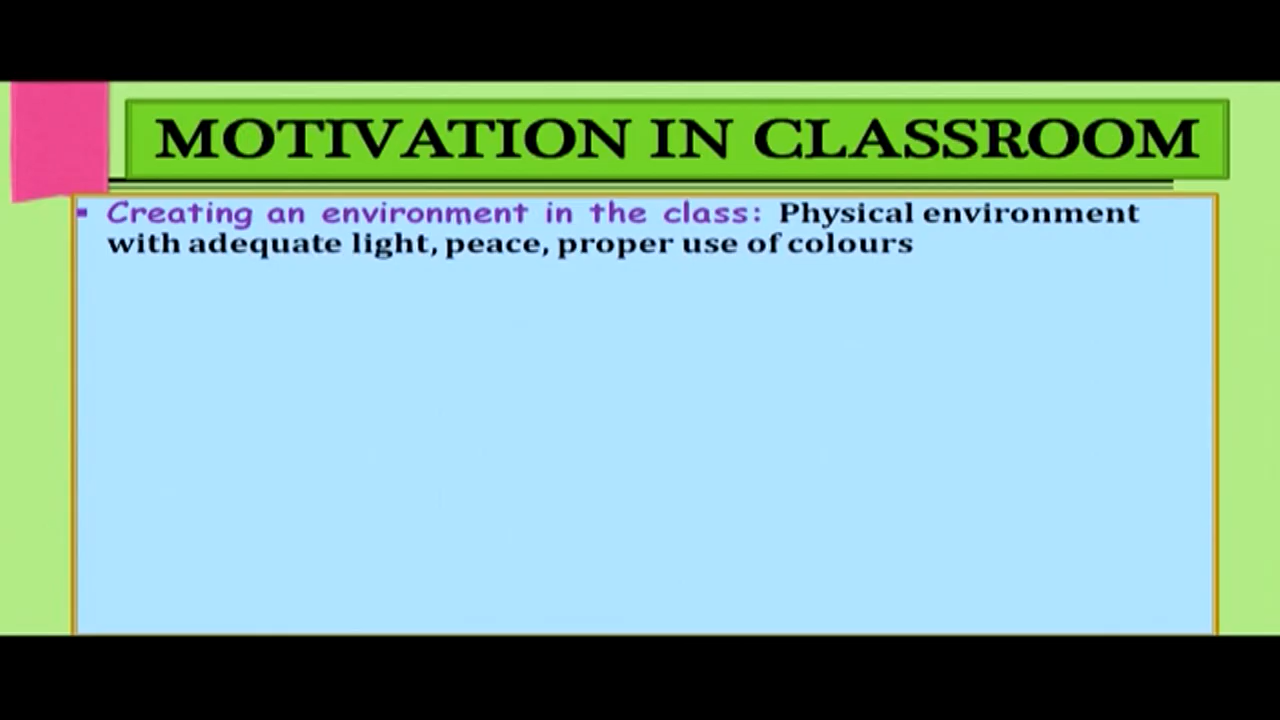 MOTIVATION IN CLASSROOM
▪ Creating an environment in the class: Physical environment
with adequate light, peace, proper use of colours